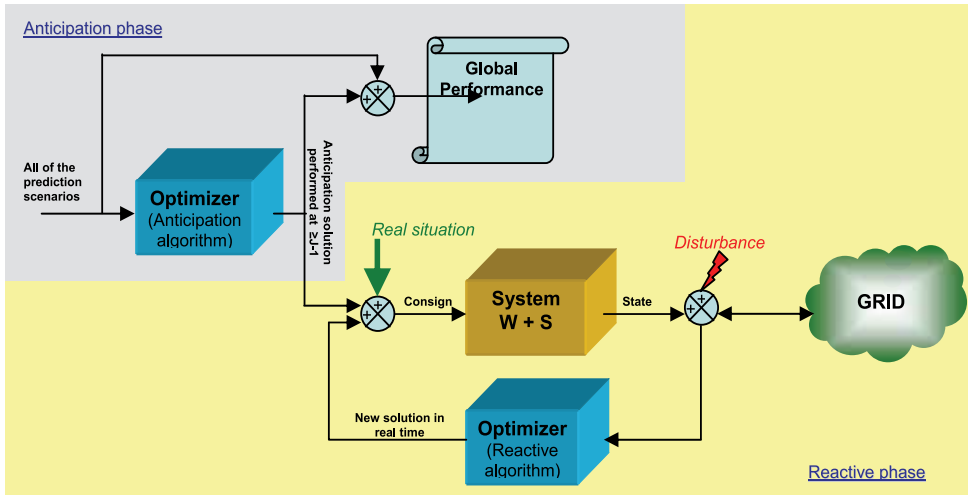 Anticipation phase
Global
Performance
+
+
All of the
prediction
scenarios
Optimizer
(Anticipation
algorithm)
Anticipation solution
performed at ≥J-1
Real situation
Disturbance
+
+
+
Consign
System
W + S
State
+
+
GRID
New solution in
real time
Optimizer
(Reactive
algorithm)
Reactive phase